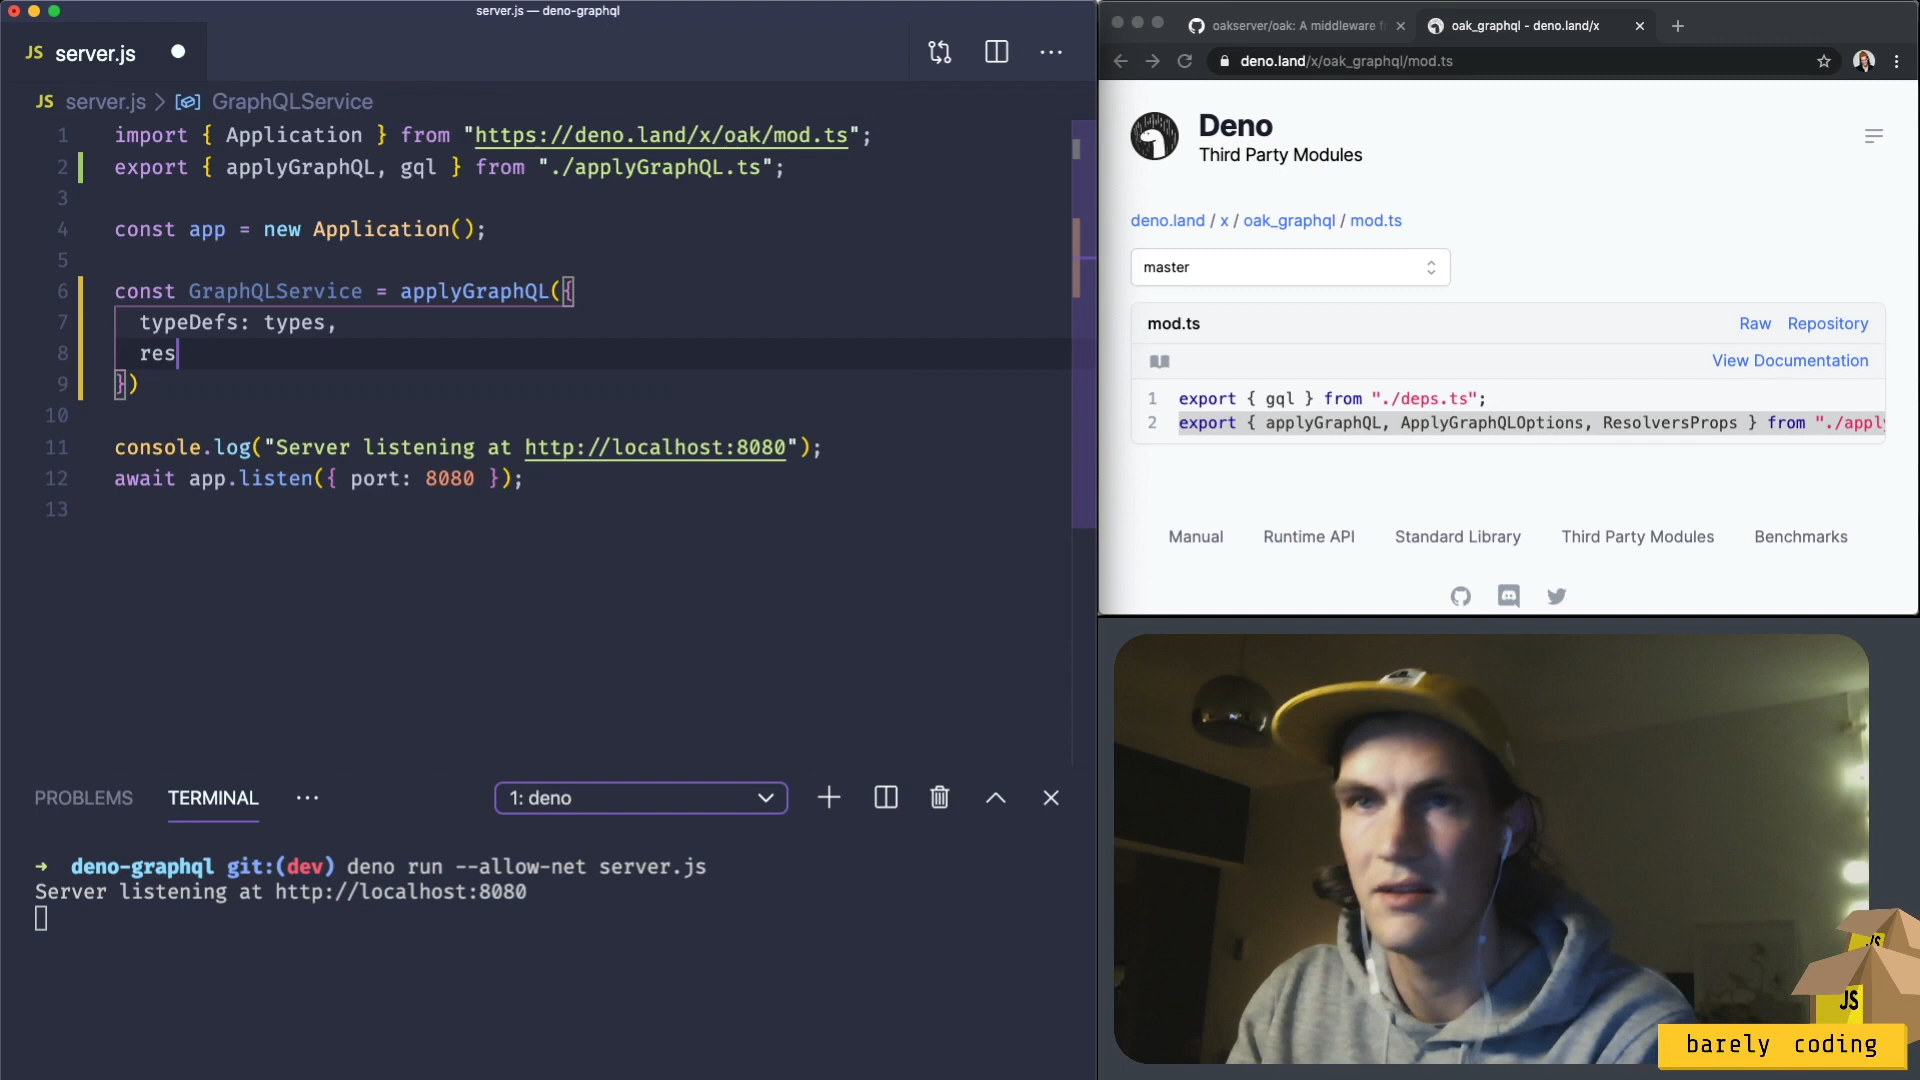 server.js — deno-graphql
JS server.js
JS server.js > GraphQLService
1 import { Application } from "https://deno.land/x/oak/mod.ts";
2 export { applyGraphQL, gql } from "./applyGraphQL.ts";
3
4 const app = new Application();
5
6 const GraphQLService = applyGraphQL({
7 typeDefs: types,
8 res
9 })
10
11 console.log("Server listening at http://localhost:8080");
12 await app.listen({ port: 8080 });
13
PROBLEMS TERMINAL ... 1: deno
→ deno-graphql git:(dev) deno run --allow-net server.js
Server listening at http://localhost:8080
oakserver/oak: A middleware fr
oak_graphql - deno.land/x
deno.land/x/oak_graphql/mod.ts
Deno
Third Party Modules
deno.land / x / oak_graphql / mod.ts
master
mod.ts Raw Repository
View Documentation
1 export { gql } from "./deps.ts";
2 export { applyGraphQL, ApplyGraphQLOptions, ResolversProps } from "./apply
Manual Runtime API Standard Library Third Party Modules Benchmarks
JS
JS
barely coding